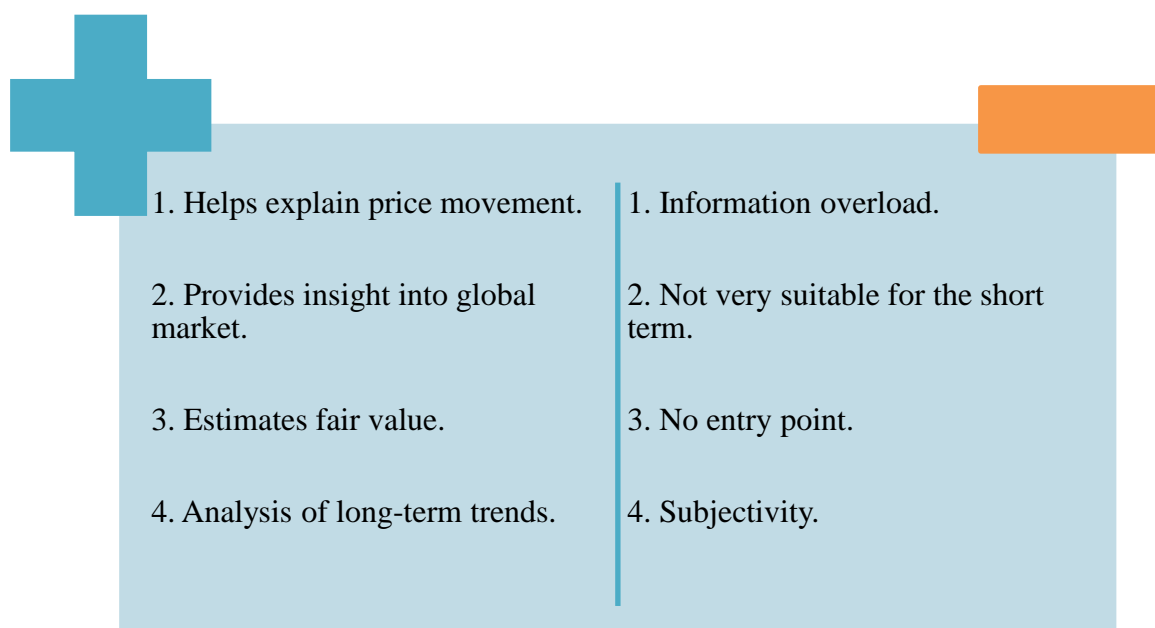 1. Helps explain price movement.
2. Provides insight into global
market.
3. Estimates fair value.
4. Analysis of long-term trends.
1. Information overload.
2. Not very suitable for the short
term.
3. No entry point.
4. Subjectivity.